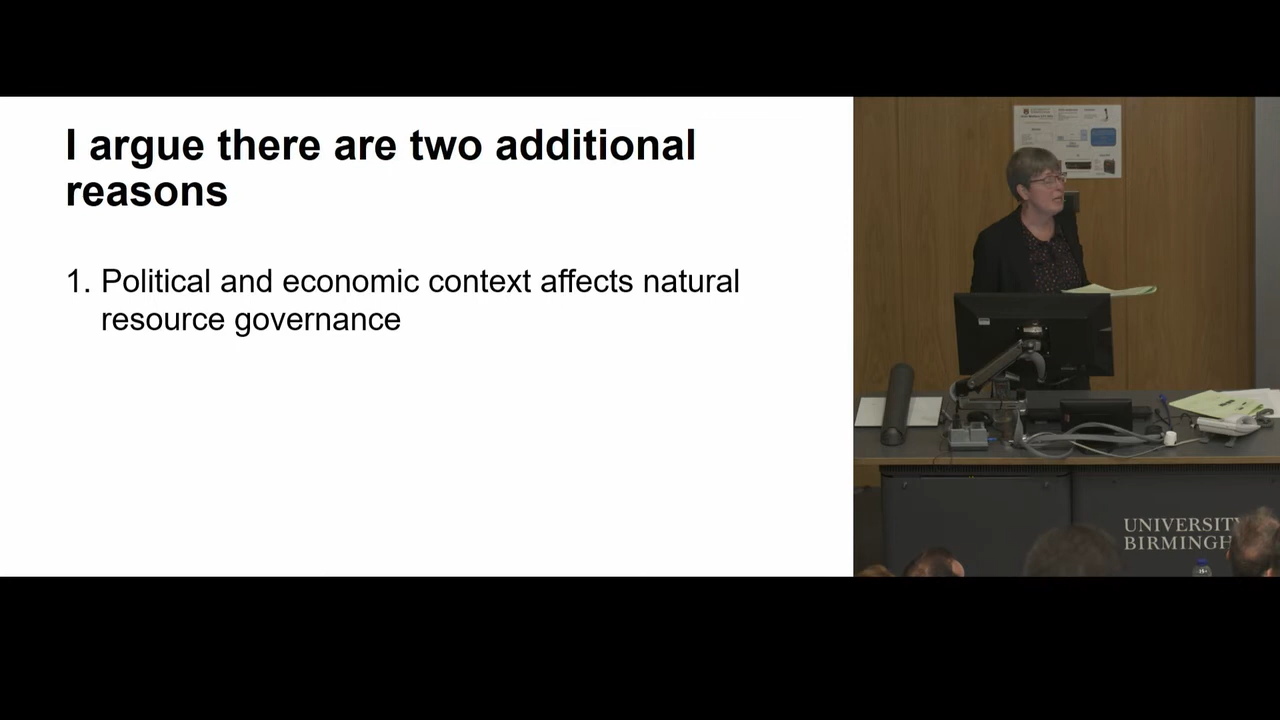 I argue there are two additional
reasons
1. Political and economic context affects natural
resource governance
UNIVERSITY
BIRMINGH